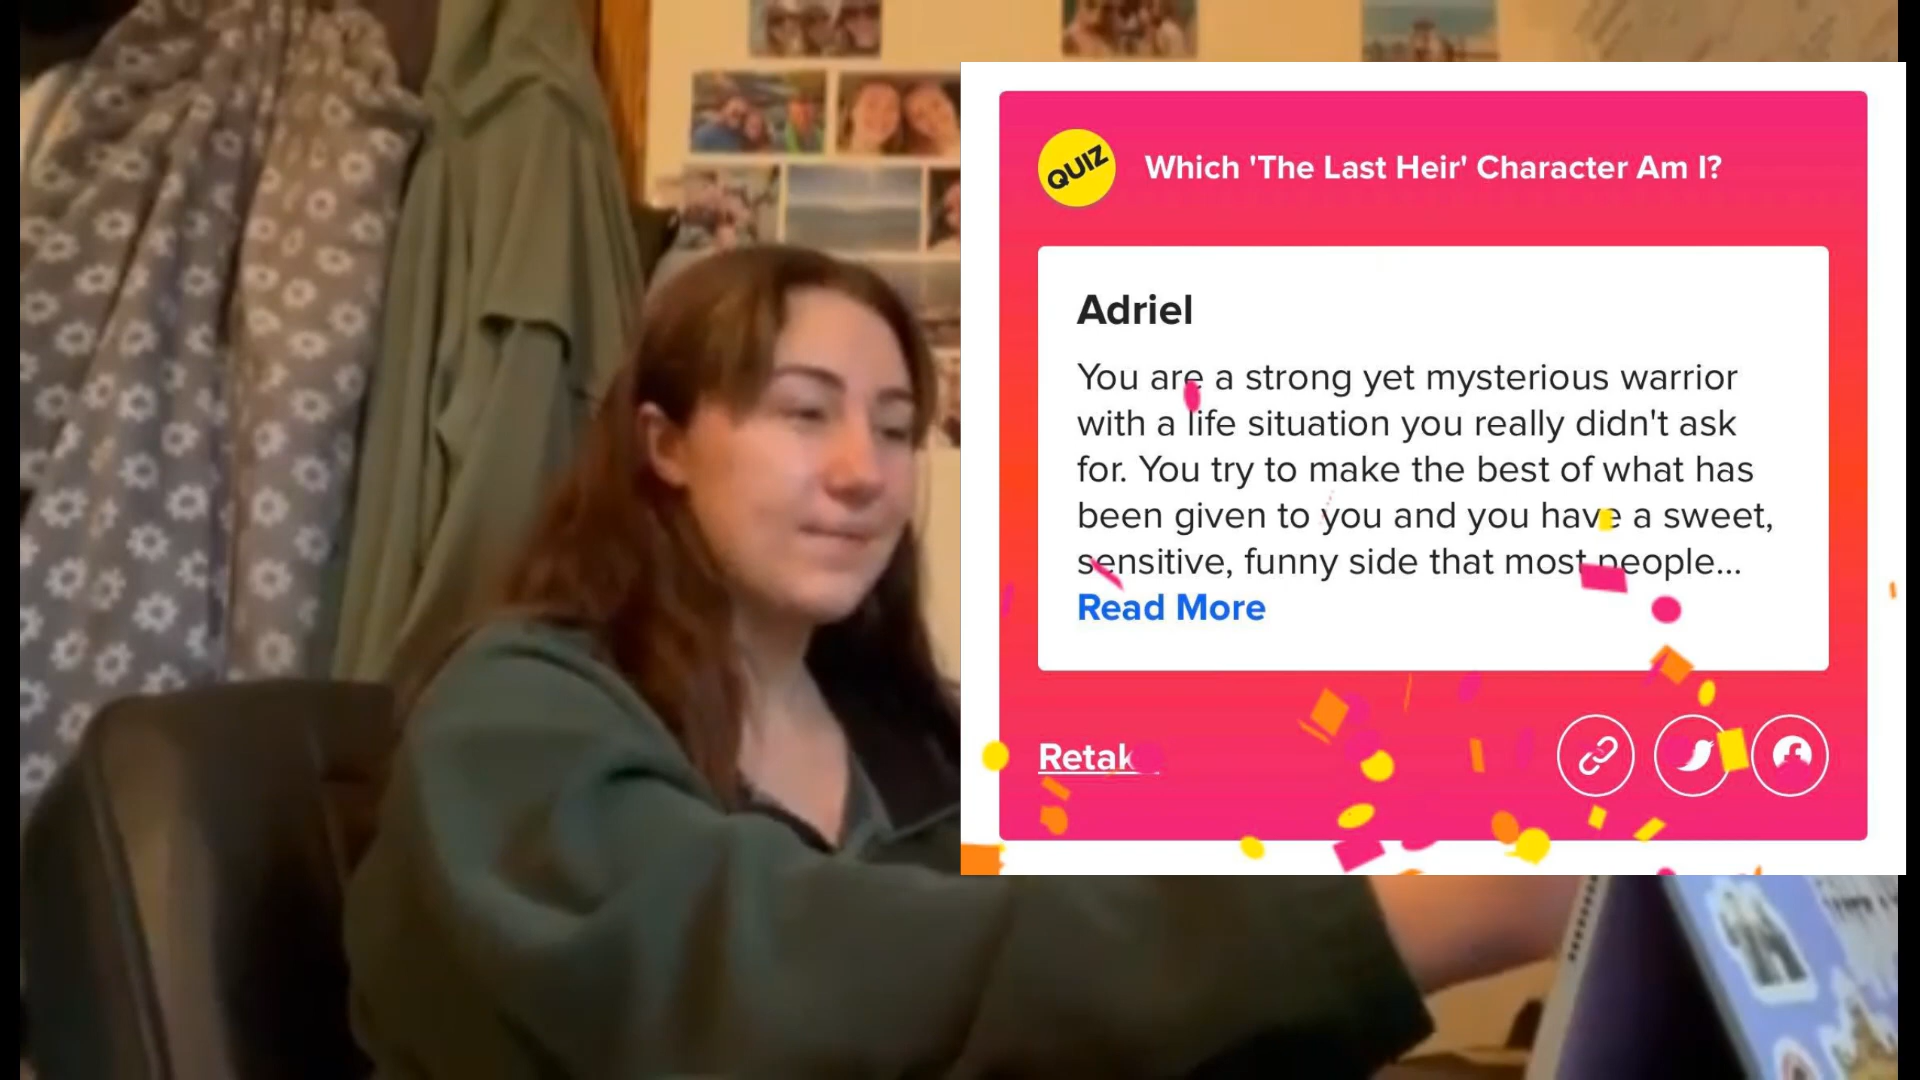 QUIZ
Which 'The Last Heir' Character Am I?
Adriel
You are a strong yet mysterious warrior
with a life situation you really didn't ask
for. You try to make the best of what has
been given to you and you have a sweet,
sensitive, funny side that most people...
Read More
Retak